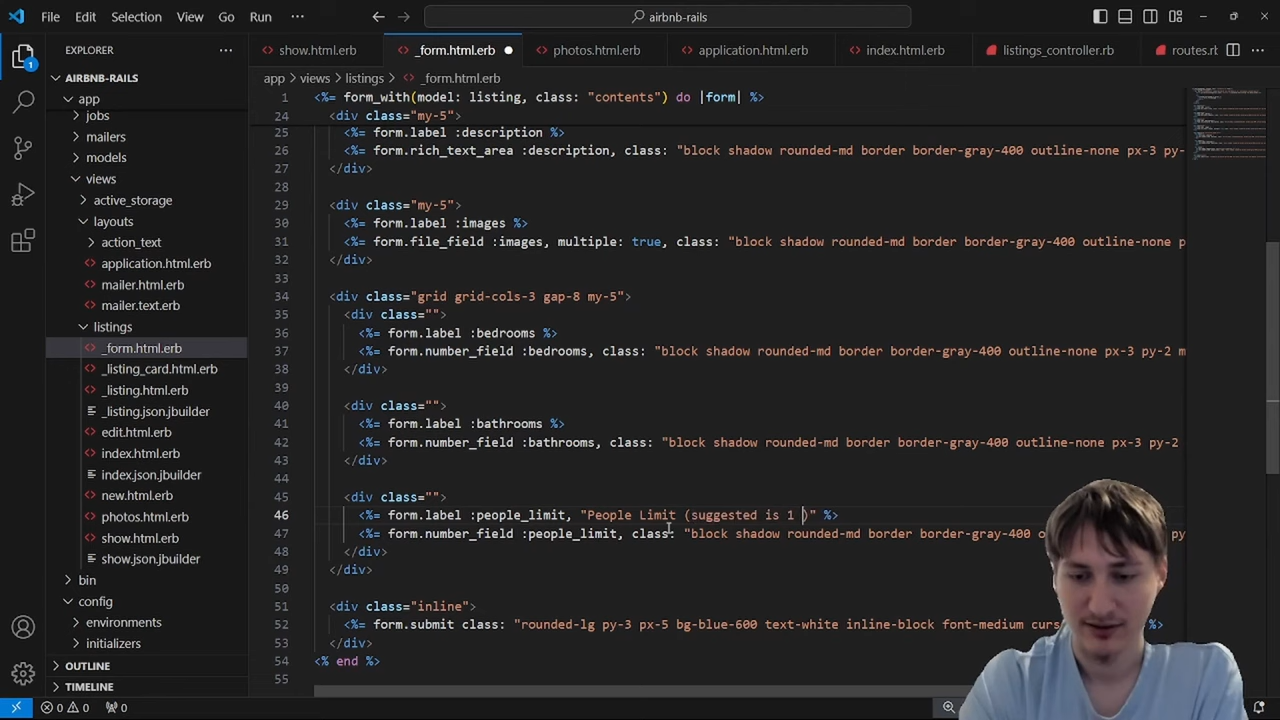 File Edit Selection View Go Run ··· airbnb-rails
EXPLORER ··· show.html.erb _form.html.erb photos.html.erb application.html.erb index.html.erb listings_controller.rb routes.rb ···
AIRBNB-RAILS
app
jobs
mailers
models
views
active_storage
layouts
action_text
application.html.erb
mailer.html.erb
mailer.text.erb
listings
_form.html.erb
_listing_card.html.erb
_listing.html.erb
_listing.json.jbuilder
edit.html.erb
index.html.erb
index.json.jbuilder
new.html.erb
photos.html.erb
show.html.erb
show.json.jbuilder
bin
config
environments
initializers
OUTLINE
TIMELINE
app > views > listings > _form.html.erb
1 <%= form_with(model: listing, class: "contents") do |form| %>
24 <div class="my-5">
25 <%= form.label :description %>
26 <%= form.rich_text_area :description, class: "block shadow rounded-md border border-gray-400 outline-none px-3 py-
27 </div>
28
29 <div class="my-5">
30 <%= form.label :images %>
31 <%= form.file_field :images, multiple: true, class: "block shadow rounded-md border border-gray-400 outline-none p
32 </div>
33
34 <div class="grid grid-cols-3 gap-8 my-5">
35 <div class="">
36 <%= form.label :bedrooms %>
37 <%= form.number_field :bedrooms, class: "block shadow rounded-md border border-gray-400 outline-none px-3 py-2 m
38 </div>
39
40 <div class="">
41 <%= form.label :bathrooms %>
42 <%= form.number_field :bathrooms, class: "block shadow rounded-md border border-gray-400 outline-none px-3 py-2
43 </div>
44
45 <div class="">
46 <%= form.label :people_limit, "People Limit (suggested is 1 )" %>
47 <%= form.number_field :people_limit, class: "block shadow rounded-md border border-gray-400 py
48 </div>
49 </div>
50
51 <div class="inline">
52 <%= form.submit class: "rounded-lg py-3 px-5 bg-blue-600 text-white inline-block font-medium curs %>
53 </div>
54 <% end %>
55
0 0 0
1